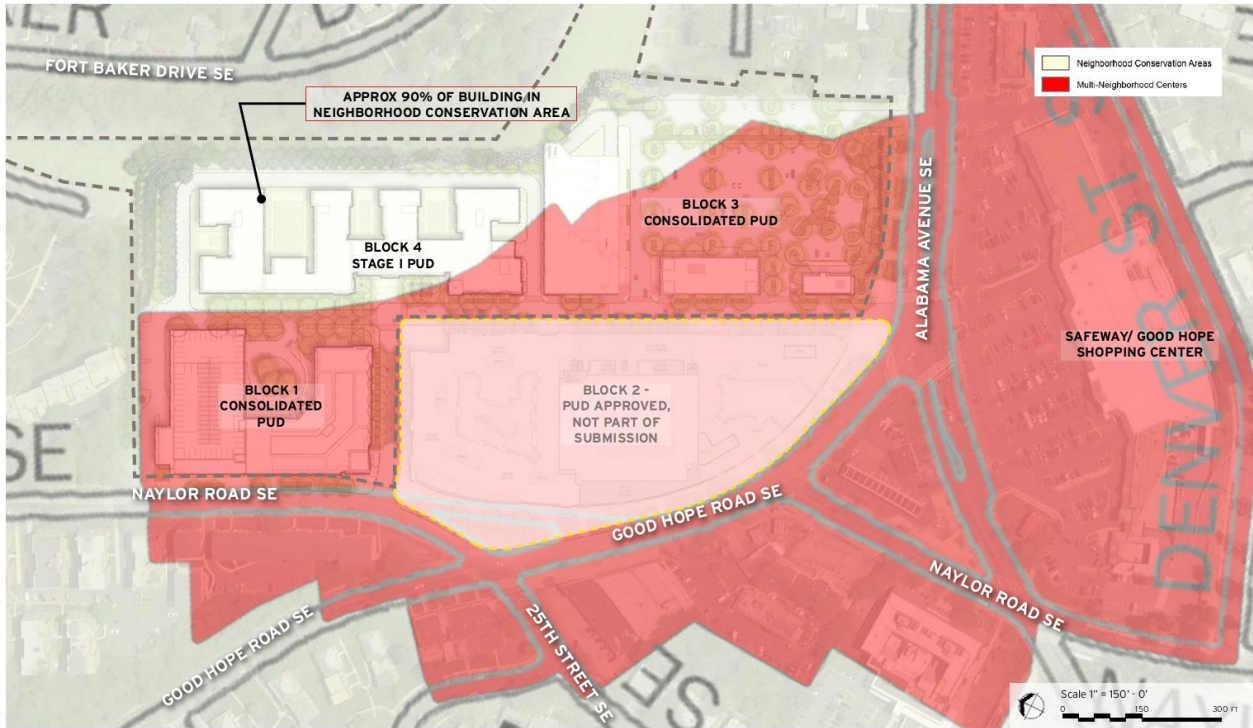 FORT BAKER DRIVE SE
APPROX 90% OF BUILDING IN
NEIGHBORHOOD CONSERVATION AREA
Neighborhood Conservation Areas
Multi-Neighborhood Centers
ST
SE
DENVER
ALABAMA AVENUE SE
BLOCK 3
CONSOLIDATED PUD
BLOCK 4
STAGE I PUD
SAFEWAY/ GOOD HOPE
SHOPPING CENTER
BLOCK 1
CONSOLIDATED
PUD
BLOCK 2 -
PUD APPROVED,
NOT PART OF
SUBMISSION
SE
NAYLOR ROAD SE
GOOD HOPE ROAD SE
NAYLOR ROAD SE
GOOD HOPE ROAD SE
25TH STREET SE
SE
Scale 1" = 150' - 0'
0 150 300 FT